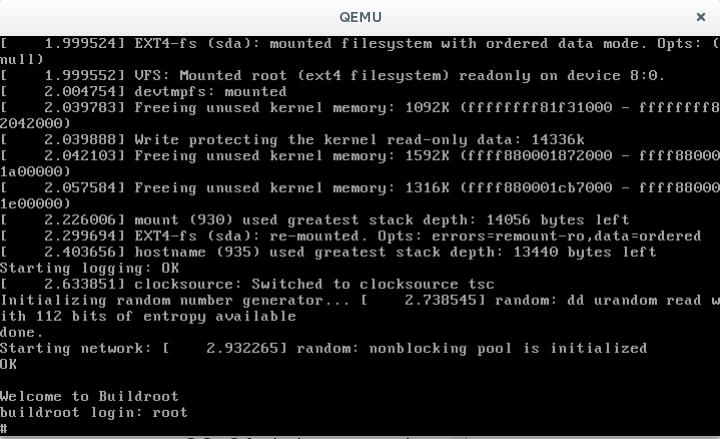 QEMU
[    1.999524] EXT4-fs (sda): mounted filesystem with ordered data mode. Opts: (
null)
[    1.999552] VFS: Mounted root (ext4 filesystem) readonly on device 8:0.
[    2.004754] devtmpfs: mounted
[    2.039783] Freeing unused kernel memory: 1092K (ffffffff81f31000 - ffffffff8
2042000)
[    2.039888] Write protecting the kernel read-only data: 14336k
[    2.042103] Freeing unused kernel memory: 1592K (ffff880001872000 - ffff88000
1a00000)
[    2.057584] Freeing unused kernel memory: 1316K (ffff880001cb7000 - ffff88000
1e00000)
[    2.226006] mount (930) used greatest stack depth: 14056 bytes left
[    2.299694] EXT4-fs (sda): re-mounted. Opts: errors=remount-ro,data=ordered
[    2.403656] hostname (935) used greatest stack depth: 13440 bytes left
Starting logging: OK
[    2.633851] clocksource: Switched to clocksource tsc
Initializing random number generator... [    2.738545] random: dd urandom read w
ith 112 bits of entropy available
done.
Starting network: [    2.932265] random: nonblocking pool is initialized
OK
Welcome to Buildroot
buildroot login: root
#